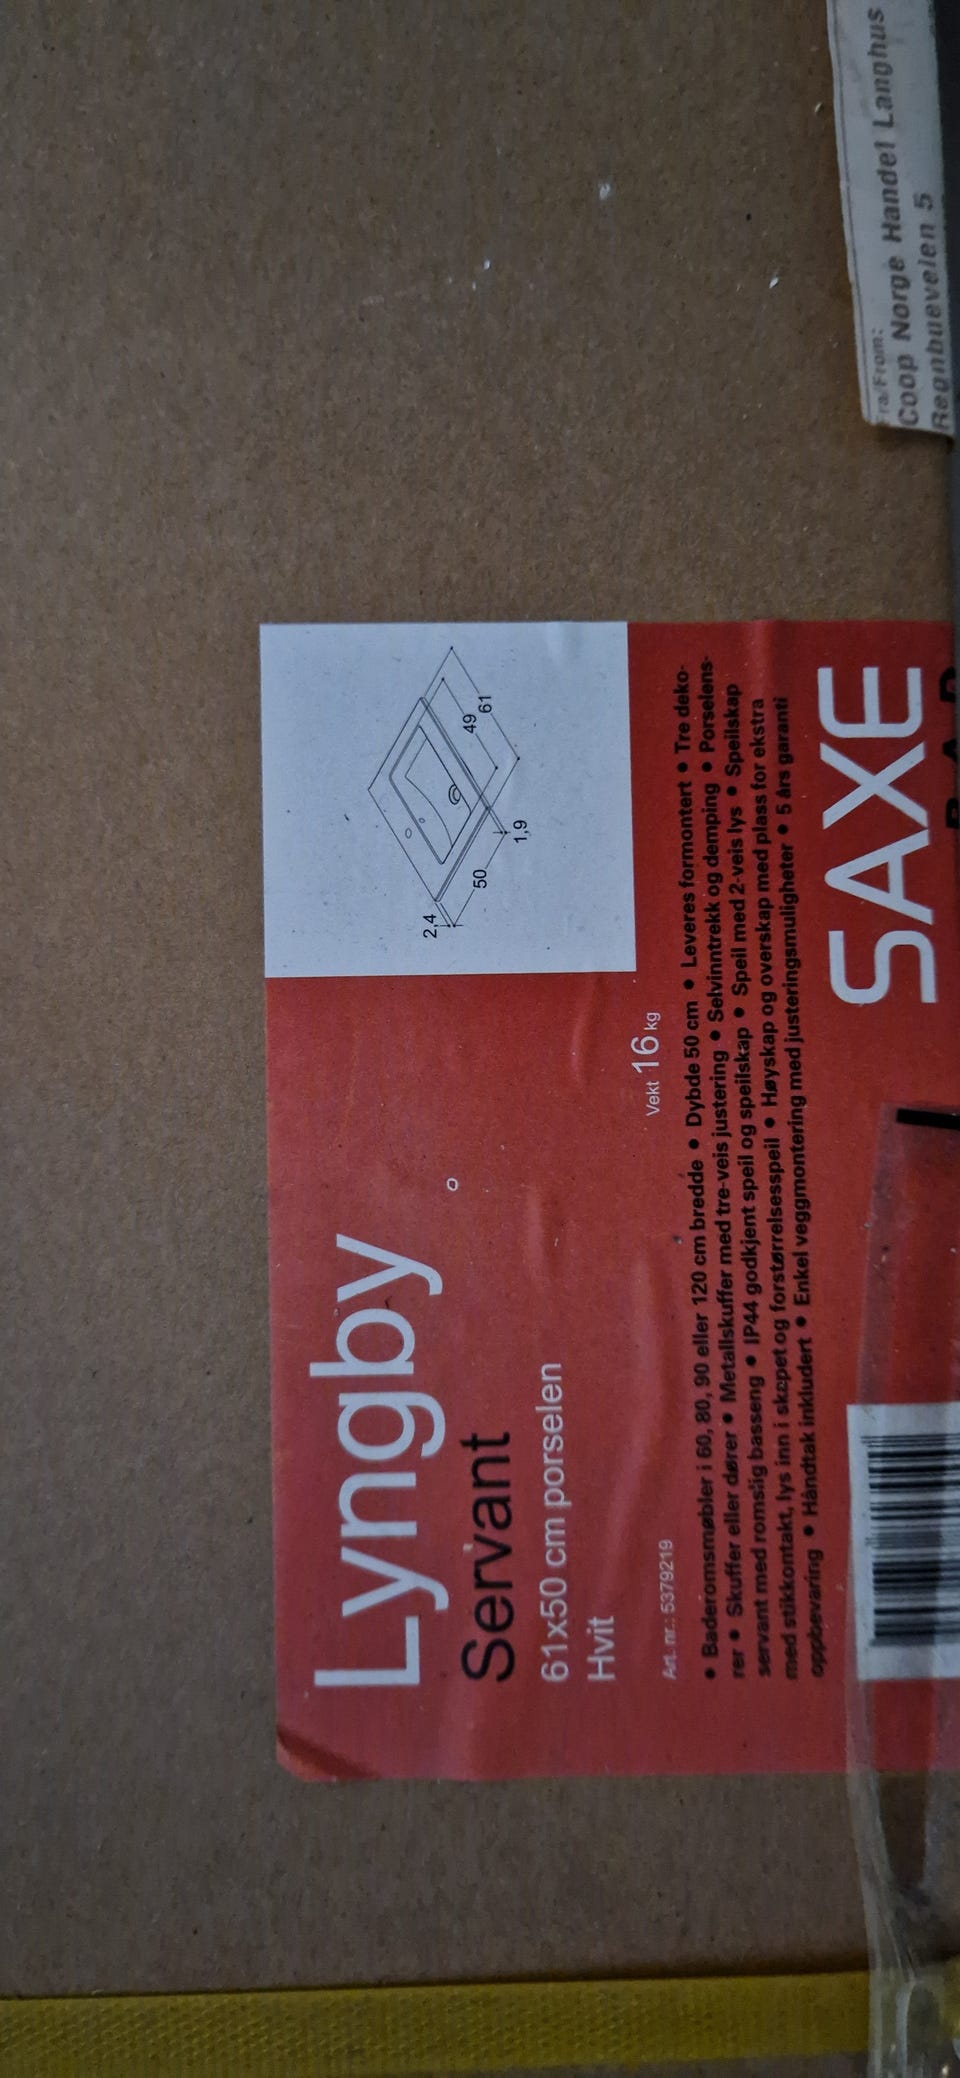 Fra/From:
Coop Norge Handel Langhus
Regnbueveien 5
Lyngby
Servant
61x50 cm porselen
Hvit
2,4
50
1,9
49
61
Art. nr.: 5379219
Vekt 16 kg
• Baderomsmøbler i 60, 80, 90 eller 120 cm bredde • Dybde 50 cm • Leveres formontert • Tre deko-
rer • Skuffer eller dører • Metallskuffer med tre-veis justering • Selvinntrekk og demping • Porselens-
servant med romslig basseng • IP44 godkjent speil og speilskap • Speil med 2-veis lys • Speilskap
med stikkontakt, lys inn i skapet og forstørrelsesspeil • Høyskap og overskap med plass for ekstra
oppbevaring • Håndtak inkludert • Enkel veggmontering med justeringsmuligheter • 5 års garanti
SAXE